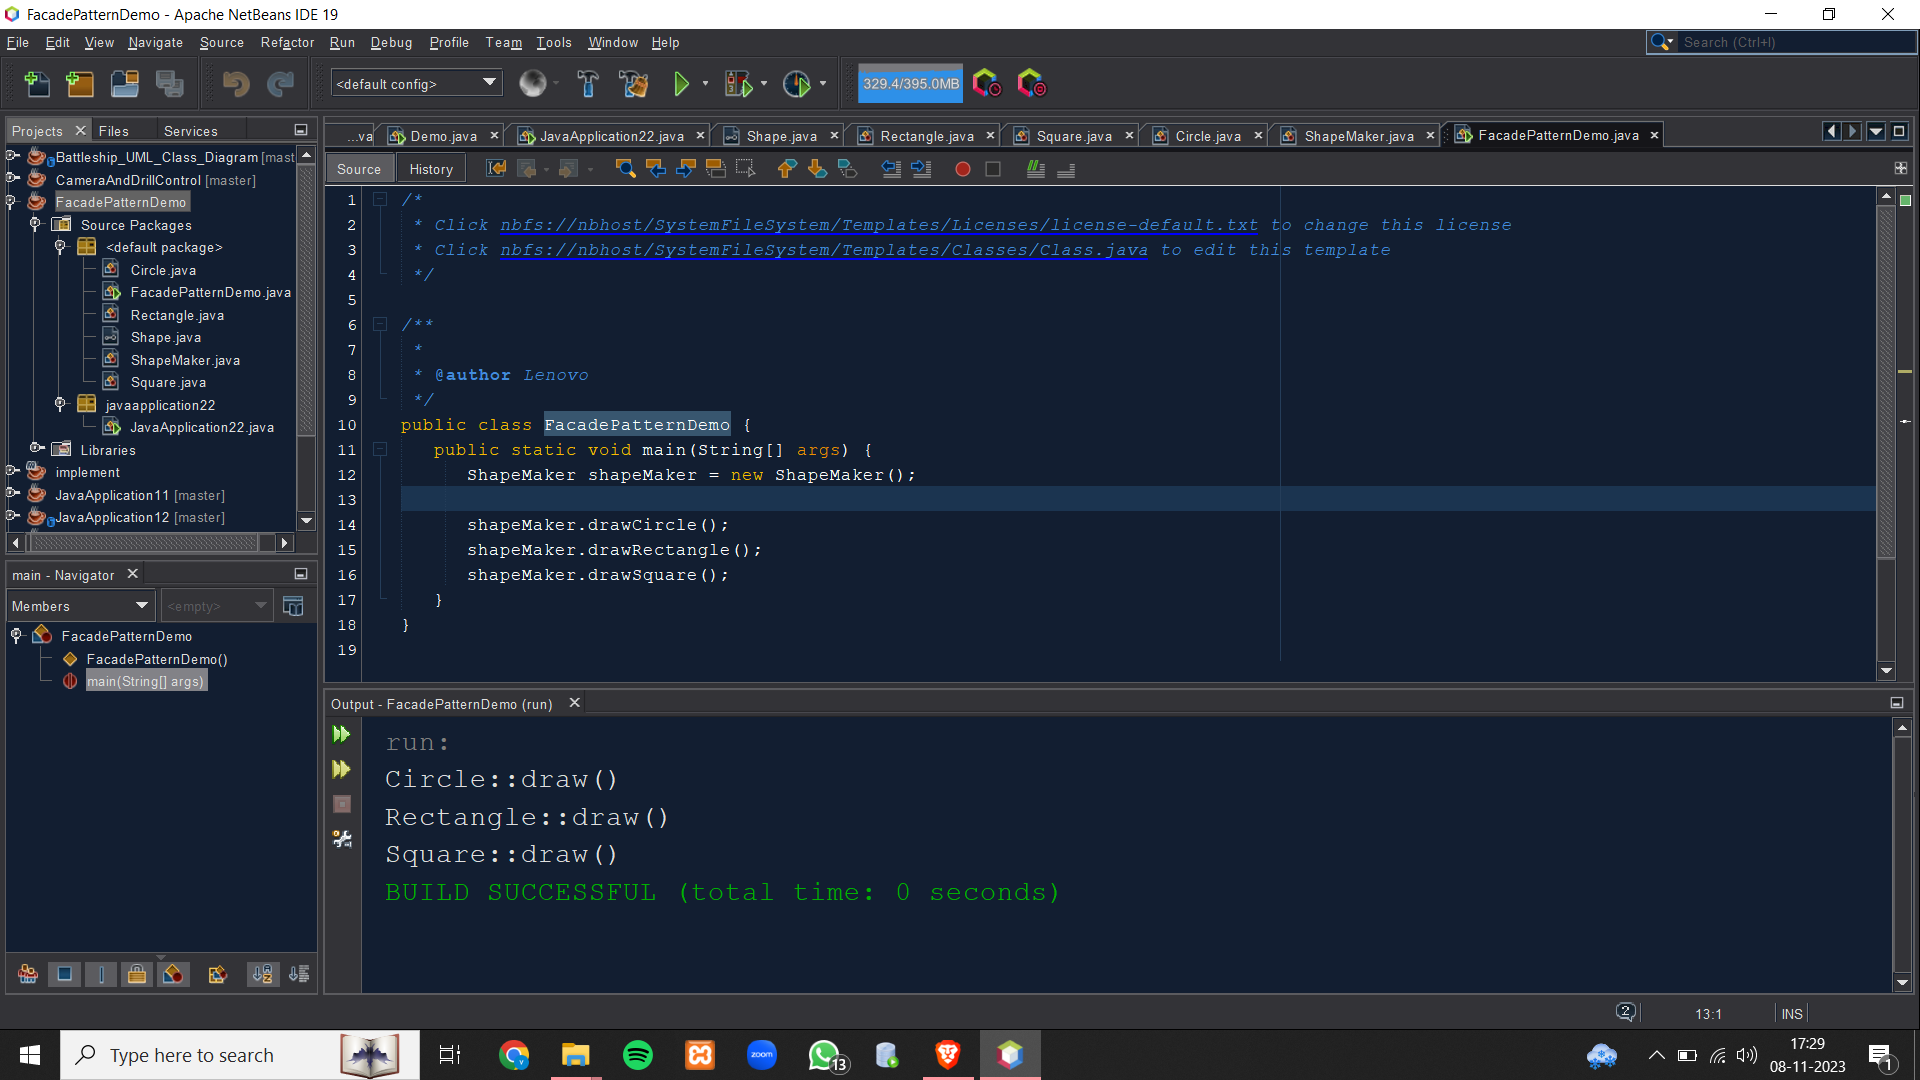 FacadePatternDemo - Apache NetBeans IDE 19
File Edit View Navigate Source Refactor Run Debug Profile Team Tools Window Help
Search (Ctrl+I)
<default config>
329.4/395.0MB
Projects Files Services
...va Demo.java JavaApplication22.java Shape.java Rectangle.java Square.java Circle.java ShapeMaker.java FacadePatternDemo.java
Source History
Battleship_UML_Class_Diagram [mast
CameraAndDrillControl [master]
FacadePatternDemo
Source Packages
<default package>
Circle.java
FacadePatternDemo.java
Rectangle.java
Shape.java
ShapeMaker.java
Square.java
javaapplication22
JavaApplication22.java
Libraries
implement
JavaApplication11 [master]
JavaApplication12 [master]
main - Navigator
Members <empty>
FacadePatternDemo
FacadePatternDemo()
main(String[] args)
1 /*
2 * Click nbfs://nbhost/SystemFileSystem/Templates/Licenses/license-default.txt to change this license
3 * Click nbfs://nbhost/SystemFileSystem/Templates/Classes/Class.java to edit this template
4 */
5
6 /**
7 *
8 * @author Lenovo
9 */
10 public class FacadePatternDemo {
11 public static void main(String[] args) {
12 ShapeMaker shapeMaker = new ShapeMaker();
13
14 shapeMaker.drawCircle();
15 shapeMaker.drawRectangle();
16 shapeMaker.drawSquare();
17 }
18 }
19
Output - FacadePatternDemo (run)
run:
Circle::draw()
Rectangle::draw()
Square::draw()
BUILD SUCCESSFUL (total time: 0 seconds)
2 13:1 INS
Type here to search
zoom
13
17:29
08-11-2023
1